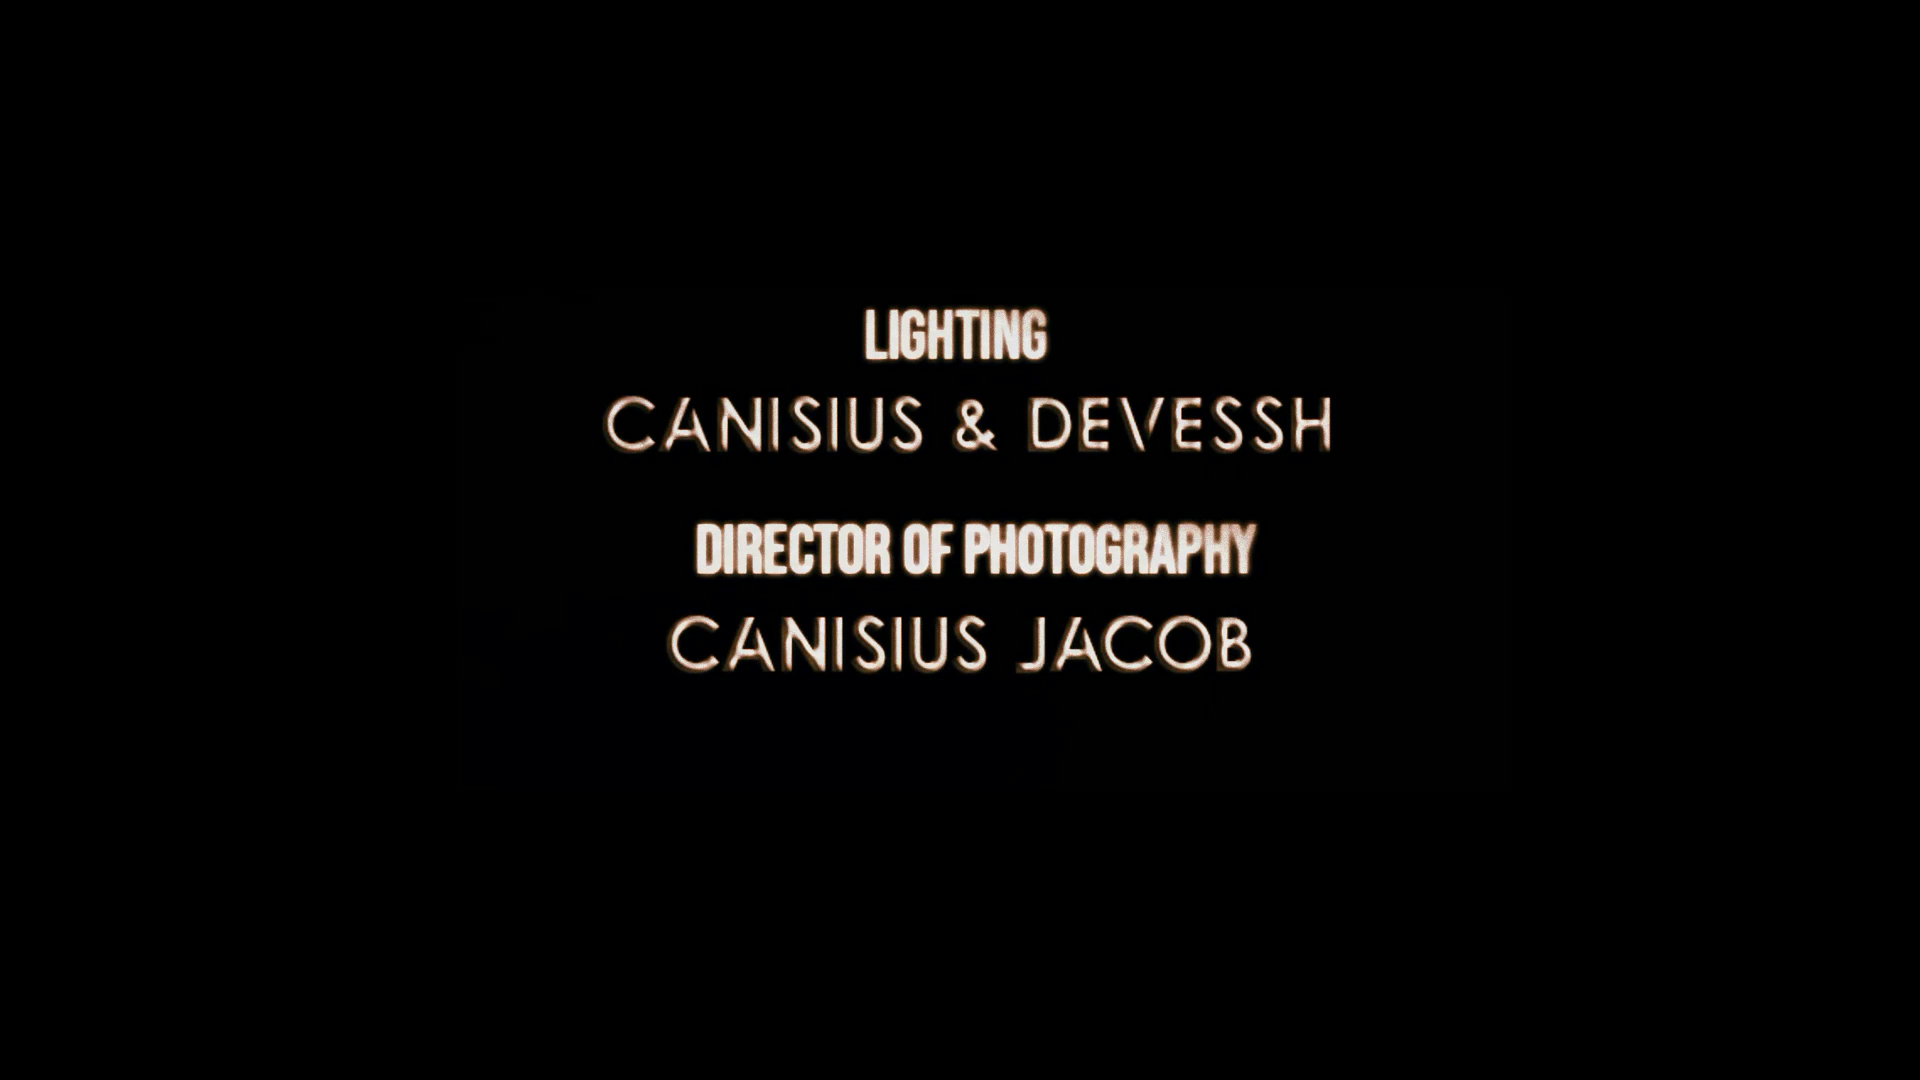 LIGHTING
CANISIUS & DEVESSH
DIRECTOR OF PHOTOGRAPHY
CANISIUS JACOB